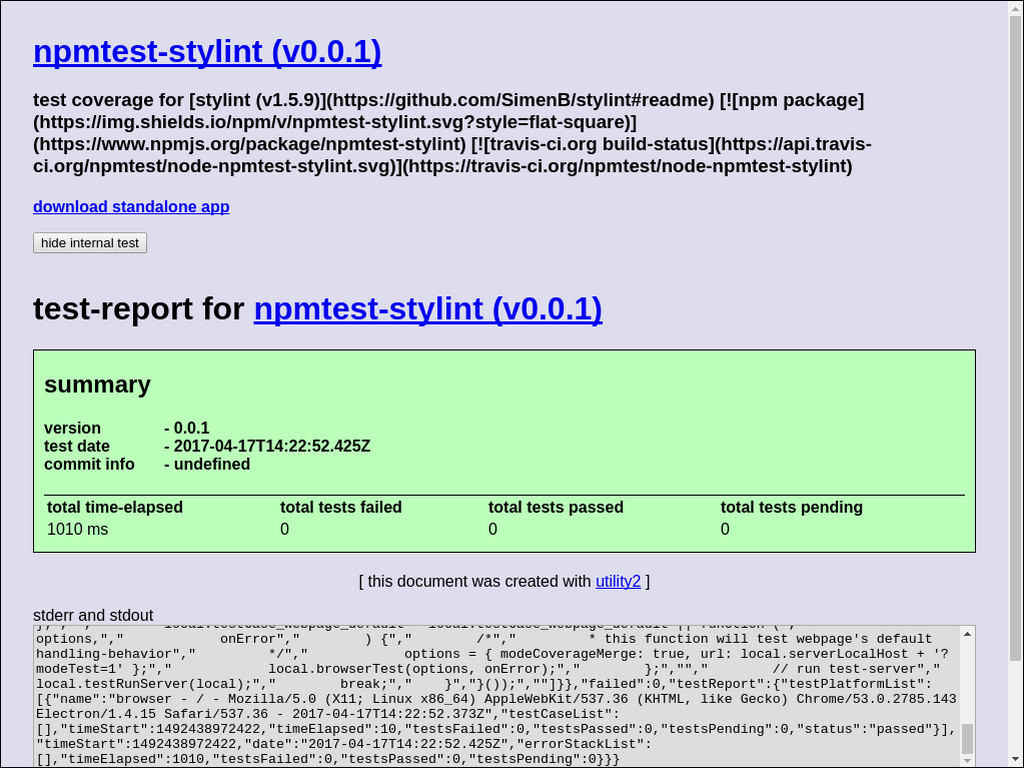 npmtest-stylint (v0.0.1)
test coverage for [stylint (v1.5.9)](https://github.com/SimenB/stylint#readme) [![npm package]
(https://img.shields.io/npm/v/npmtest-stylint.svg?style=flat-square)]
(https://www.npmjs.org/package/npmtest-stylint) [![travis-ci.org build-status](https://api.travis-
ci.org/npmtest/node-npmtest-stylint.svg)](https://travis-ci.org/npmtest/node-npmtest-stylint)
download standalone app
hide internal test
test-report for npmtest-stylint (v0.0.1)
summary
version - 0.0.1
test date - 2017-04-17T14:22:52.425Z
commit info - undefined
total time-elapsed total tests failed total tests passed total tests pending
1010 ms 0 0 0
[ this document was created with utility2 ]
stderr and stdout
options,","            onError","        ) {","        /*","         * this function will test webpage's default
handling-behavior","         */","            options = { modeCoverageMerge: true, url: local.serverLocalHost + '?
modeTest=1' };","            local.browserTest(options, onError);","        };","","        // run test-server","
local.testRunServer(local);","        break;","    }","}());",""]}},"failed":0,"testReport":{"testPlatformList":
[{"name":"browser - / - Mozilla/5.0 (X11; Linux x86_64) AppleWebKit/537.36 (KHTML, like Gecko) Chrome/53.0.2785.143
Electron/1.4.15 Safari/537.36 - 2017-04-17T14:22:52.373Z","testCaseList":
[],"timeStart":1492438972422,"timeElapsed":10,"testsFailed":0,"testsPassed":0,"testsPending":0,"status":"passed"}],
"timeStart":1492438972422,"date":"2017-04-17T14:22:52.425Z","errorStackList":
[],"timeElapsed":1010,"testsFailed":0,"testsPassed":0,"testsPending":0}}}